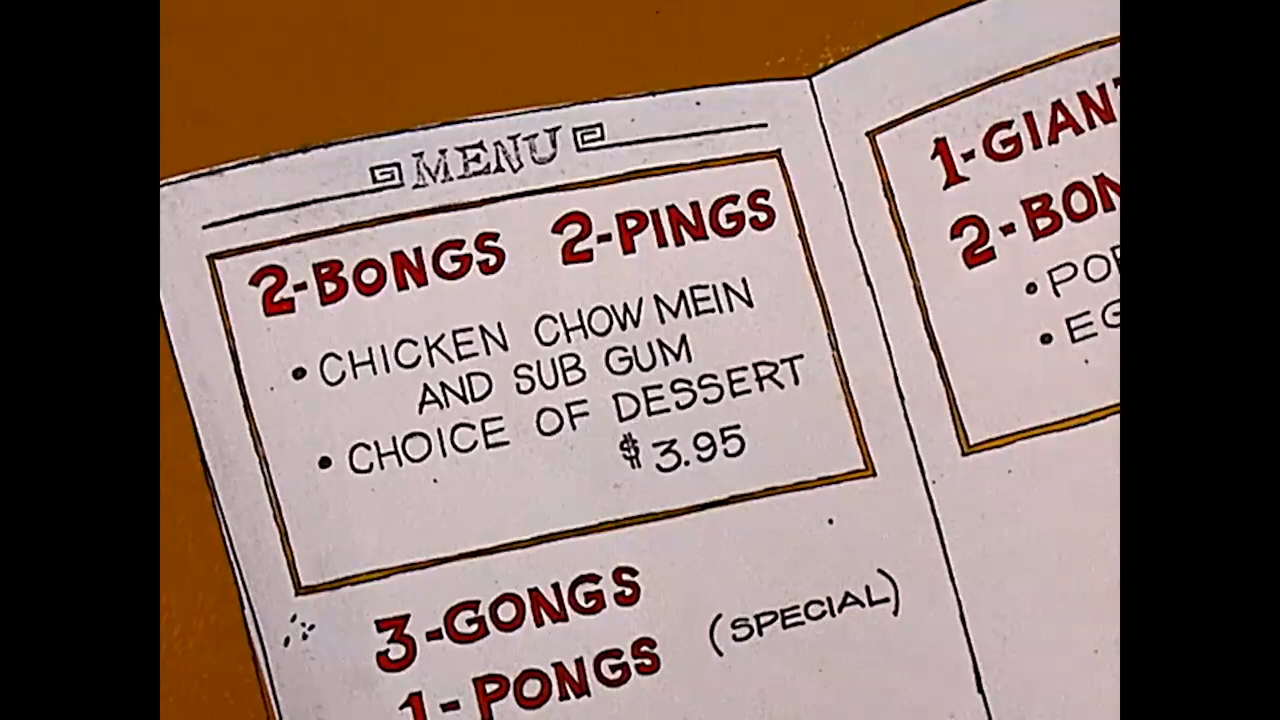 MENU
2-BONGS 2-PINGS
• CHICKEN CHOW MEIN
AND SUB GUM
• CHOICE OF DESSERT
$3.95
3-GONGS
(SPECIAL)
1-PONGS
1-GIANT
2-BON
• PO
• EG